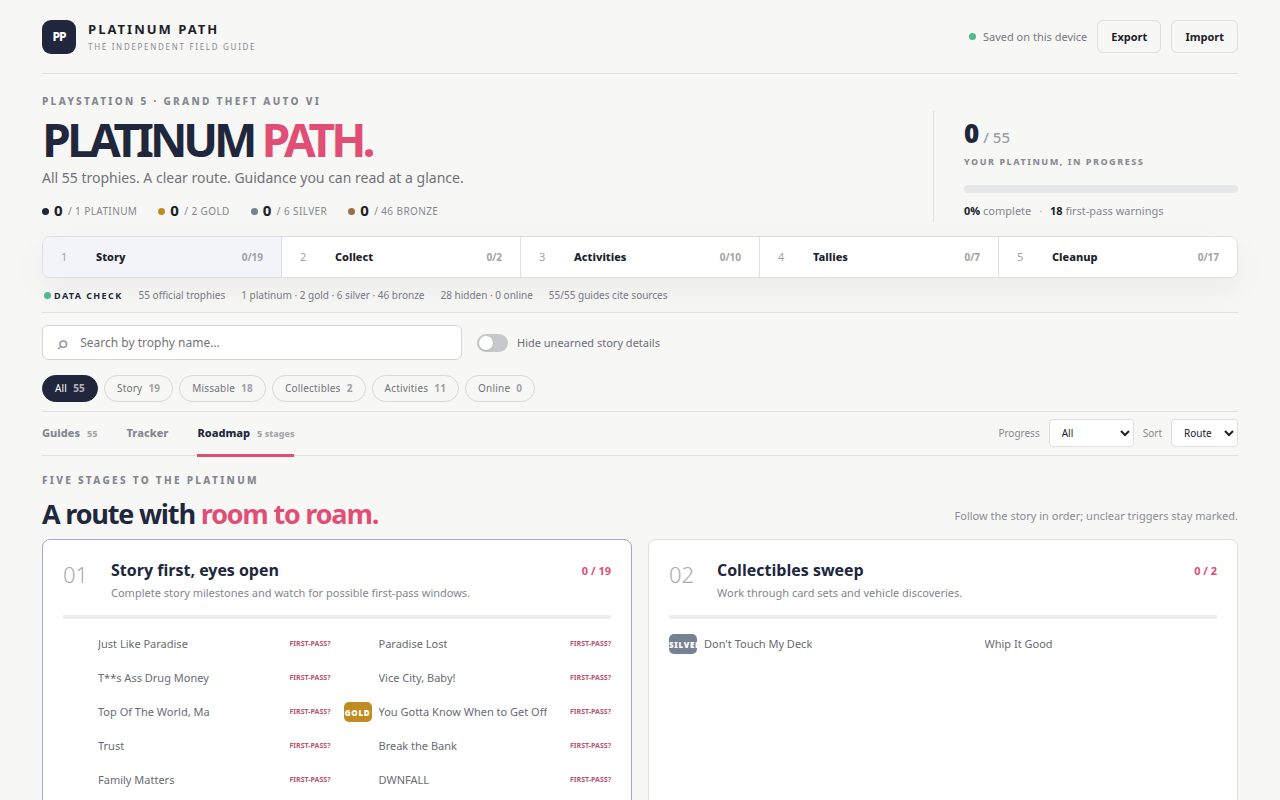 PP
PLATINUM PATH
THE INDEPENDENT FIELD GUIDE
Saved on this device
Export
Import
PLAYSTATION 5 · GRAND THEFT AUTO VI
PLATINUM PATH.
All 55 trophies. A clear route. Guidance you can read at a glance.
0 / 1 PLATINUM
0 / 2 GOLD
0 / 6 SILVER
0 / 46 BRONZE
0 / 55
YOUR PLATINUM, IN PROGRESS
0% complete · 18 first-pass warnings
1 Story 0/19
2 Collect 0/2
3 Activities 0/10
4 Tallies 0/7
5 Cleanup 0/17
DATA CHECK
55 official trophies
1 platinum · 2 gold · 6 silver · 46 bronze
28 hidden · 0 online
55/55 guides cite sources
Search by trophy name...
Hide unearned story details
All 55
Story 19
Missable 18
Collectibles 2
Activities 11
Online 0
Guides 55
Tracker
Roadmap 5 stages
Progress
All
Sort
Route
FIVE STAGES TO THE PLATINUM
A route with room to roam.
Follow the story in order; unclear triggers stay marked.
01
Story first, eyes open
0 / 19
Complete story milestones and watch for possible first-pass windows.
Just Like Paradise FIRST-PASS?
Paradise Lost FIRST-PASS?
T**s Ass Drug Money FIRST-PASS?
Vice City, Baby! FIRST-PASS?
Top Of The World, Ma FIRST-PASS?
GOLD You Gotta Know When to Get Off FIRST-PASS?
Trust FIRST-PASS?
Break the Bank FIRST-PASS?
Family Matters FIRST-PASS?
DWNFALL FIRST-PASS?
02
Collectibles sweep
0 / 2
Work through card sets and vehicle discoveries.
SILVE Don't Touch My Deck
Whip It Good